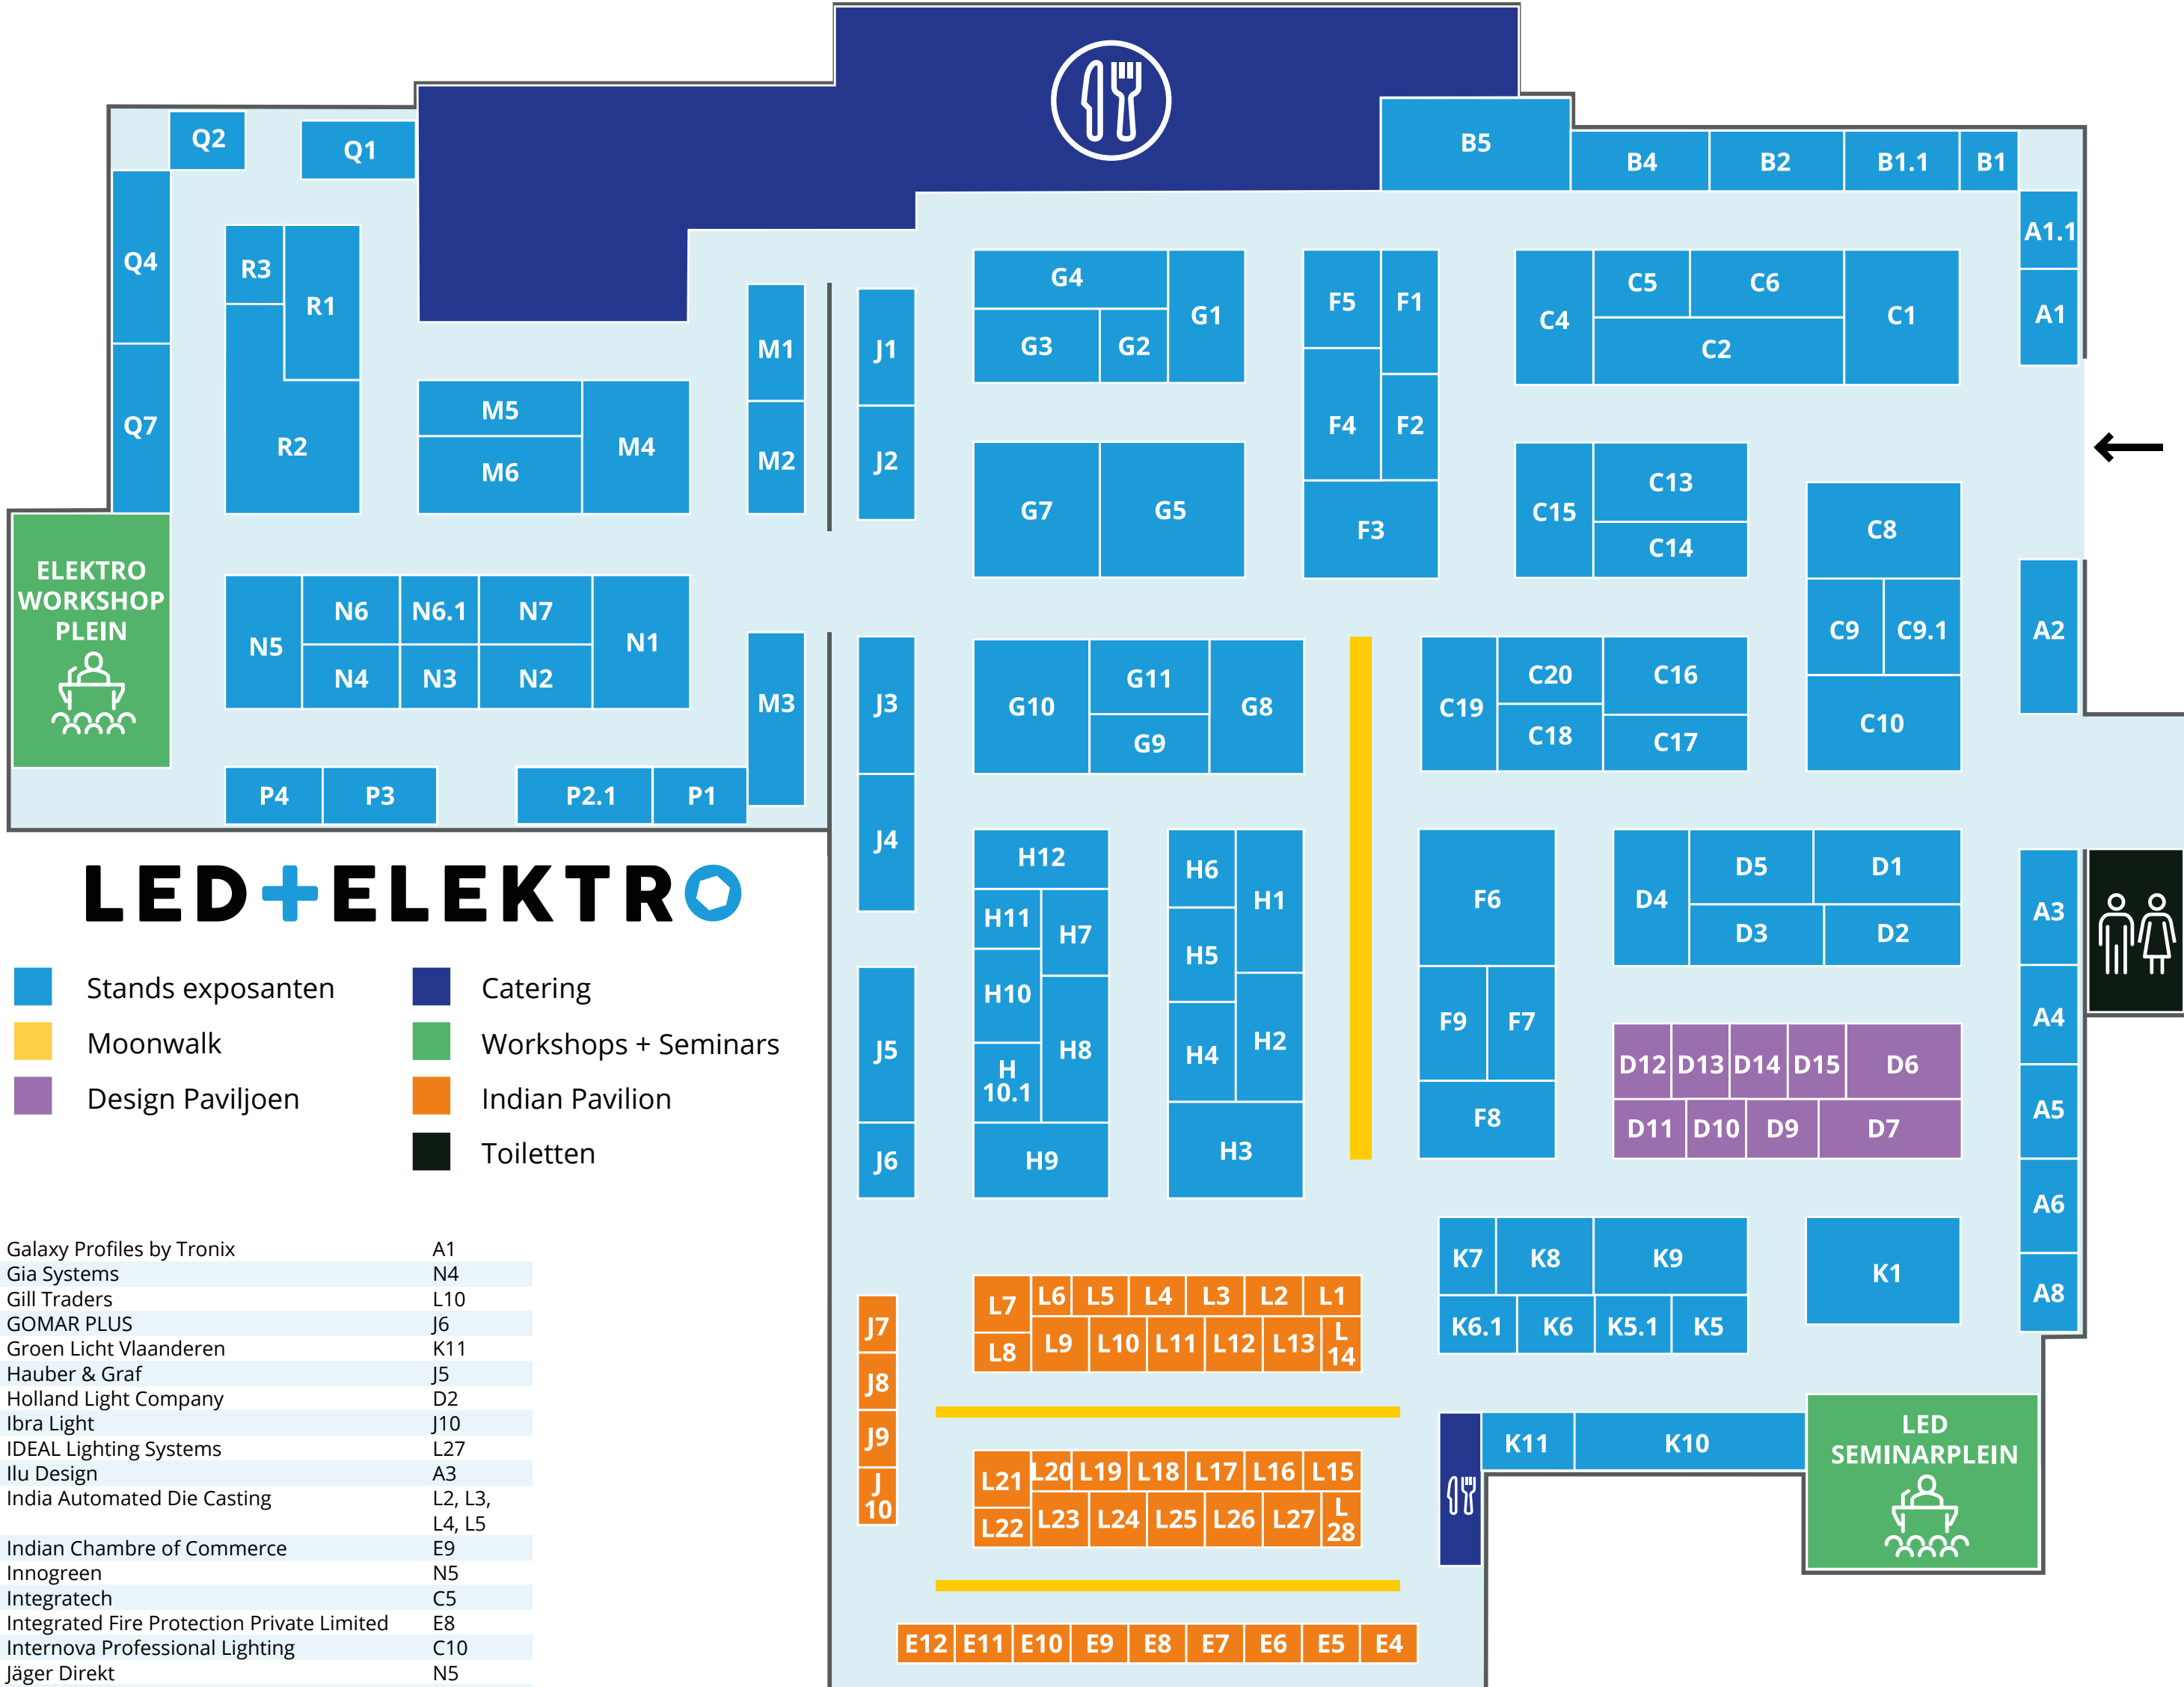 Q2
Q1
B5
B4
B2
B1.1
B1
A1.1
A1
Q4
Q7
R3
R1
R2
M5
M6
M4
M1
M2
J1
J2
G4
G3
G2
G1
F5
F1
F4
F2
F3
C4
C5
C6
C2
C1
G7
G5
C15
C13
C14
C8
C9
C9.1
C10
A2
ELEKTRO
WORKSHOP
PLEIN
N5
N6
N6.1
N7
N1
N4
N3
N2
M3
J3
J4
G10
G11
G9
G8
C19
C20
C18
C16
C17
P4
P3
P2.1
P1
H12
H11
H7
H10
H8
H
10.1
H9
H6
H1
H5
H4
H2
H3
F6
F9
F7
F8
D4
D5
D1
D3
D2
D12
D13
D14
D15
D6
D11
D10
D9
D7
A3
A4
A5
A6
A8
J5
J6
LED+ELEKTRO
Stands exposanten
Moonwalk
Design Paviljoen
Catering
Workshops + Seminars
Indian Pavilion
Toiletten
K7
K8
K9
K6.1
K6
K5.1
K5
K1
K11
K10
LED
SEMINARPLEIN
J7
J8
J9
J
10
L7
L6
L5
L4
L3
L2
L1
L8
L9
L10
L11
L12
L13
L
14
L21
L20
L19
L18
L17
L16
L15
L22
L23
L24
L25
L26
L27
L
28
E12
E11
E10
E9
E8
E7
E6
E5
E4
Galaxy Profiles by Tronix A1
Gia Systems N4
Gill Traders L10
GOMAR PLUS J6
Groen Licht Vlaanderen K11
Hauber & Graf J5
Holland Light Company D2
Ibra Light J10
IDEAL Lighting Systems L27
Ilu Design A3
India Automated Die Casting L2, L3,
L4, L5
Indian Chambre of Commerce E9
Innogreen N5
Integratech C5
Integrated Fire Protection Private Limited E8
Internova Professional Lighting C10
Jäger Direkt N5